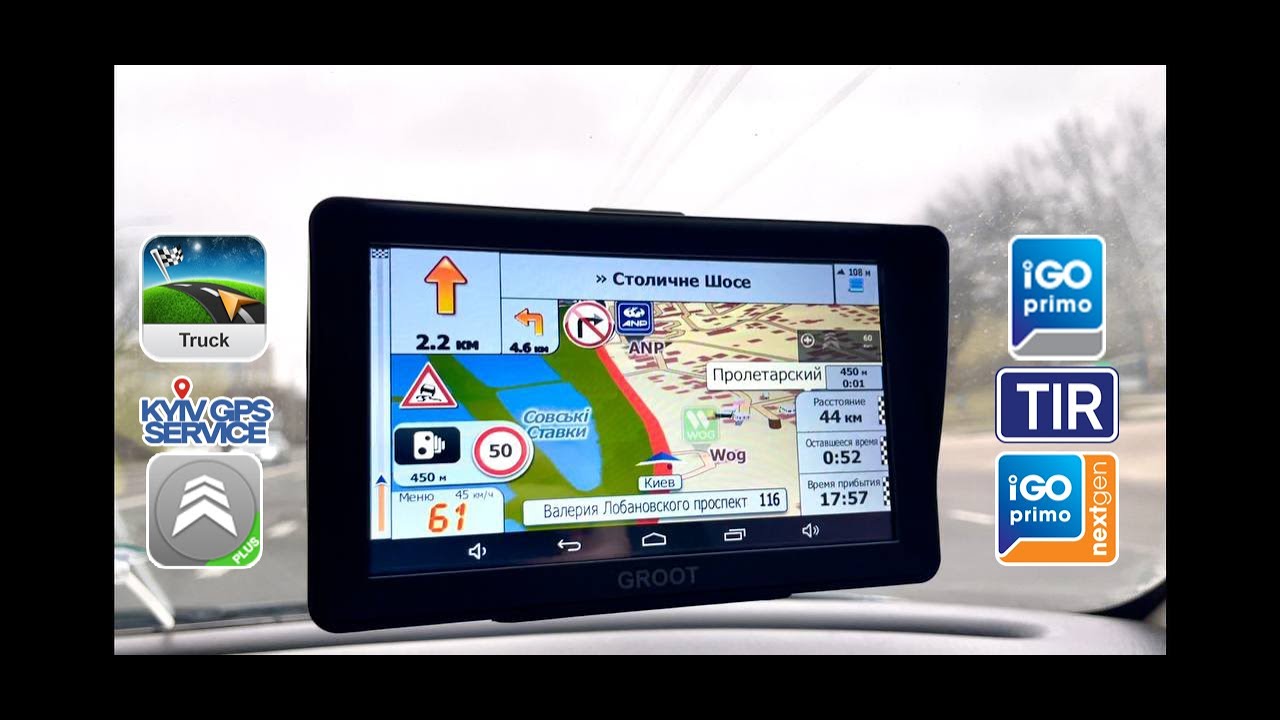 Truck
KYIV GPS
SERVICE
PLUS
» Столичне Шосе
108 м
2.2 км
4.6 км
ANP
ANP
60
Пролетарский
450 м
0:01
Расстояние
44 км
Совські
Ставки
WOG
Wog
Оставшееся время
0:52
50
450 м
Киев
Время прибытия
17:57
Меню
45 км/ч
61
Валерия Лобановского проспект 116
GROOT
iGO
primo
TIR
iGO
primo
nextgen